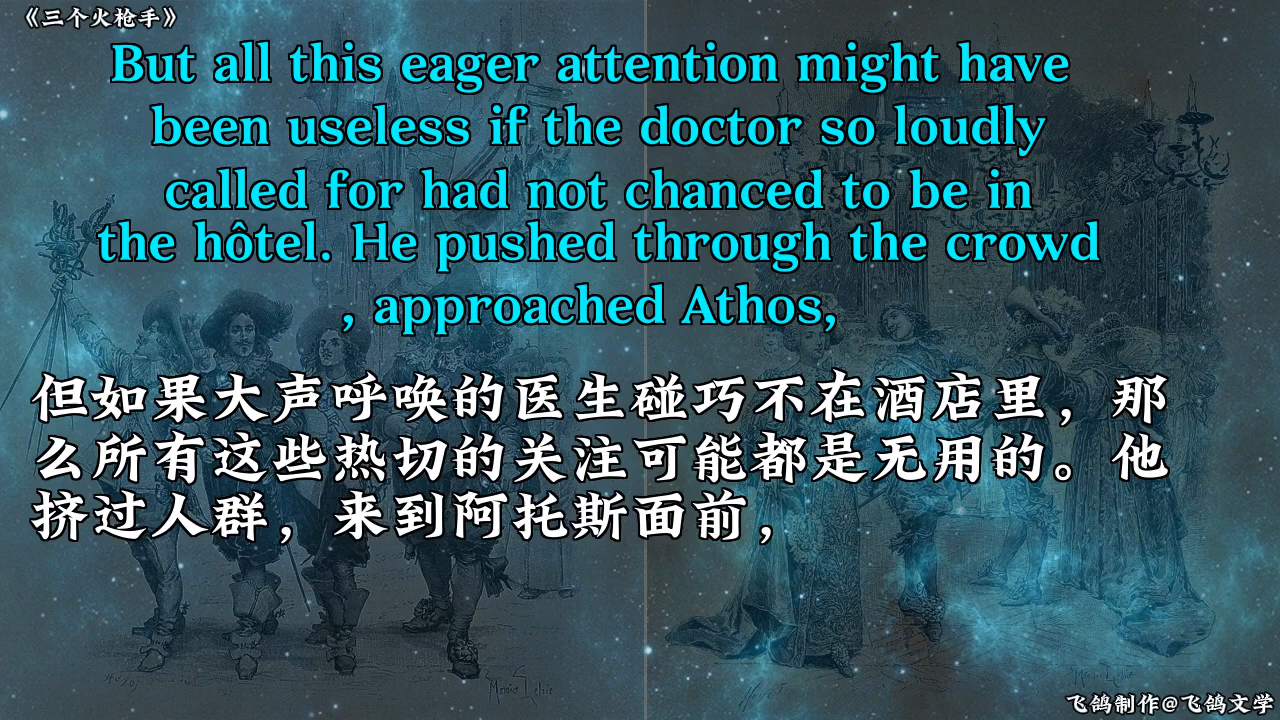 《三个火枪手》
But all this eager attention might have
been useless if the doctor so loudly
called for had not chanced to be in
the hôtel. He pushed through the crowd
, approached Athos,
但如果大声呼唤的医生碰巧不在酒店里，那
么所有这些热切的关注可能都是无用的。他
挤过人群，来到阿托斯面前，
飞鸽制作@飞鸽文学